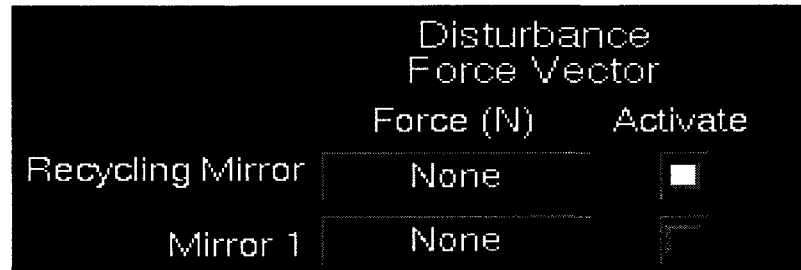 Disturbance
Force Vector
Force (N) Activate
Recycling Mirror None
Mirror 1 None